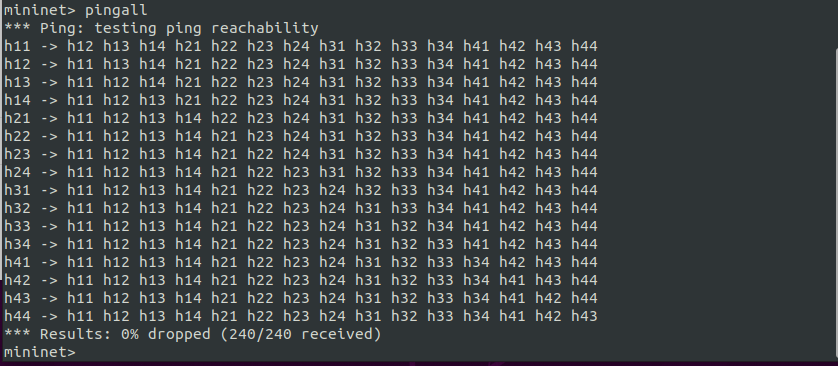 mininet> pingall
*** Ping: testing ping reachability
h11 -> h12 h13 h14 h21 h22 h23 h24 h31 h32 h33 h34 h41 h42 h43 h44
h12 -> h11 h13 h14 h21 h22 h23 h24 h31 h32 h33 h34 h41 h42 h43 h44
h13 -> h11 h12 h14 h21 h22 h23 h24 h31 h32 h33 h34 h41 h42 h43 h44
h14 -> h11 h12 h13 h21 h22 h23 h24 h31 h32 h33 h34 h41 h42 h43 h44
h21 -> h11 h12 h13 h14 h22 h23 h24 h31 h32 h33 h34 h41 h42 h43 h44
h22 -> h11 h12 h13 h14 h21 h23 h24 h31 h32 h33 h34 h41 h42 h43 h44
h23 -> h11 h12 h13 h14 h21 h22 h24 h31 h32 h33 h34 h41 h42 h43 h44
h24 -> h11 h12 h13 h14 h21 h22 h23 h31 h32 h33 h34 h41 h42 h43 h44
h31 -> h11 h12 h13 h14 h21 h22 h23 h24 h32 h33 h34 h41 h42 h43 h44
h32 -> h11 h12 h13 h14 h21 h22 h23 h24 h31 h33 h34 h41 h42 h43 h44
h33 -> h11 h12 h13 h14 h21 h22 h23 h24 h31 h32 h34 h41 h42 h43 h44
h34 -> h11 h12 h13 h14 h21 h22 h23 h24 h31 h32 h33 h41 h42 h43 h44
h41 -> h11 h12 h13 h14 h21 h22 h23 h24 h31 h32 h33 h34 h42 h43 h44
h42 -> h11 h12 h13 h14 h21 h22 h23 h24 h31 h32 h33 h34 h41 h43 h44
h43 -> h11 h12 h13 h14 h21 h22 h23 h24 h31 h32 h33 h34 h41 h42 h44
h44 -> h11 h12 h13 h14 h21 h22 h23 h24 h31 h32 h33 h34 h41 h42 h43
*** Results: 0% dropped (240/240 received)
mininet>